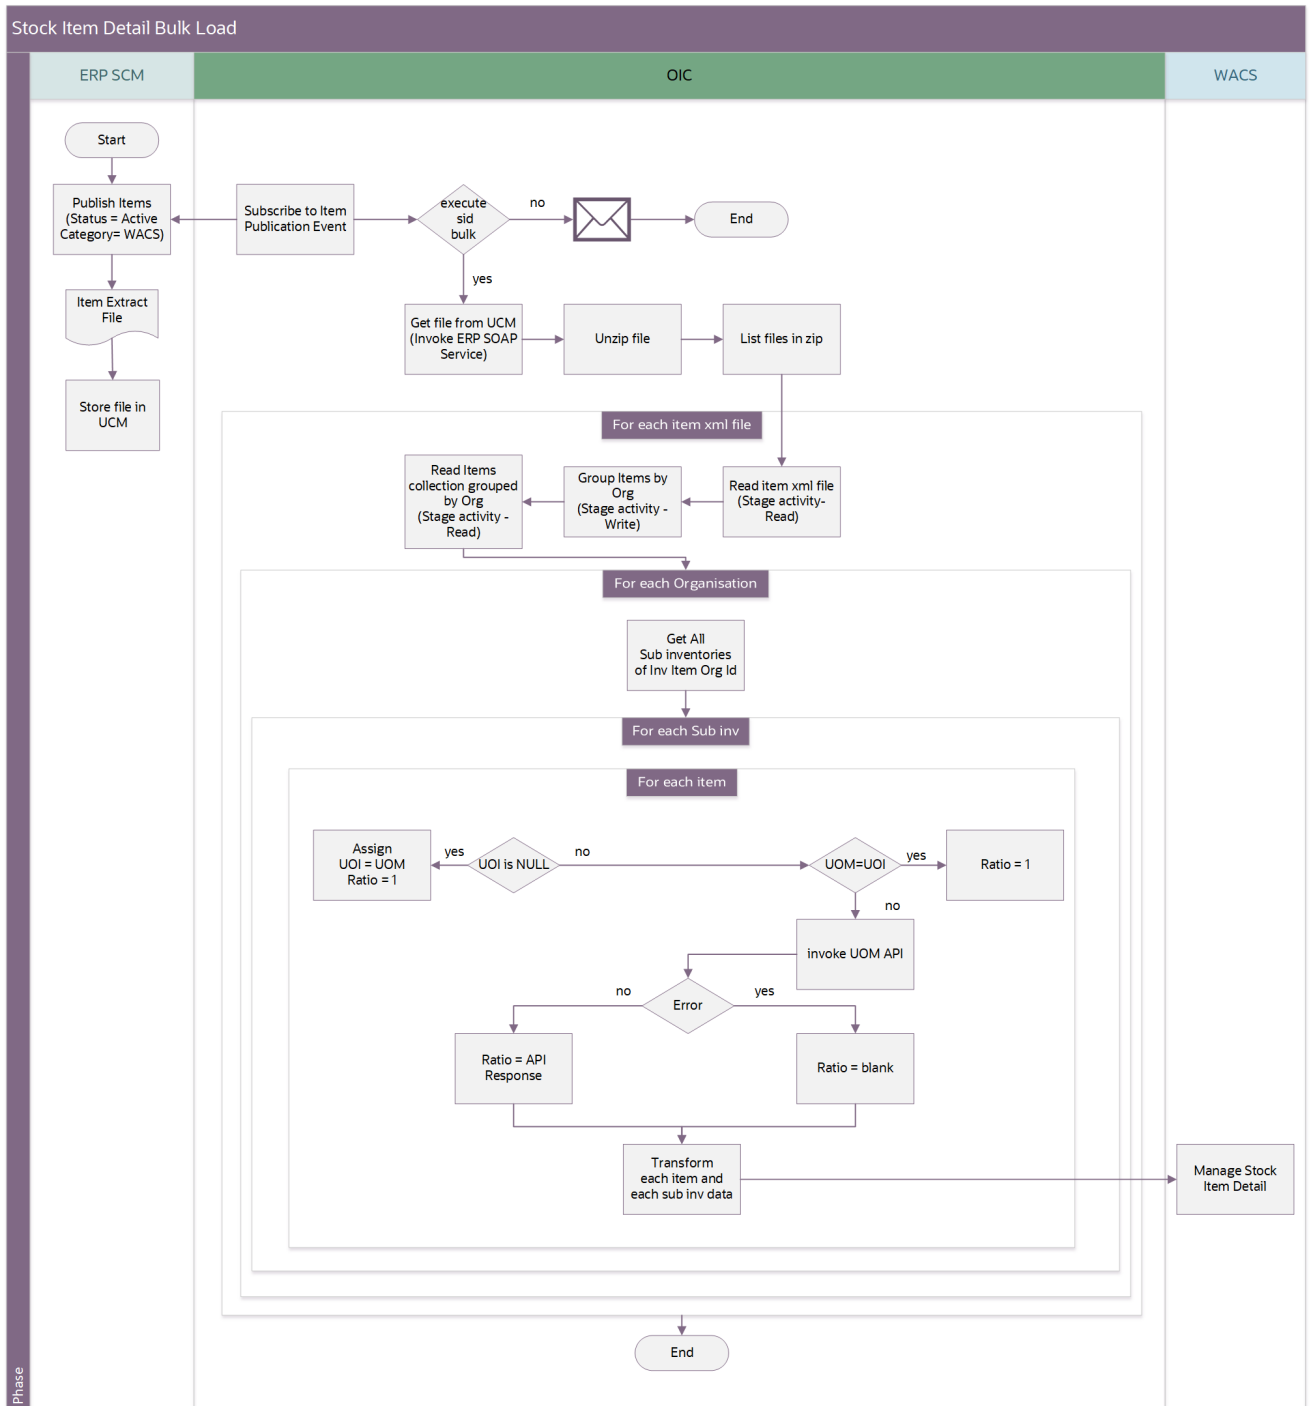 Stock Item Detail Bulk Load
ERP SCM
OIC
WACS
Start
Publish Items
(Status = Active
Category= WACS)
Subscribe to Item
Publication Event
execute
sid
bulk
no
End
yes
Item Extract
File
Get file from UCM
(Invoke ERP SOAP
Service)
Unzip file
List files in zip
Store file in
UCM
For each item xml file
Read Items
collection grouped
by Org
(Stage activity -
Read)
Group Items by
Org
(Stage activity -
Write)
Read item xml file
(Stage activity-
Read)
For each Organisation
Get All
Sub inventories
of Inv Item Org Id
For each Sub inv
For each item
Assign
UOI = UOM
Ratio = 1
yes
UOI is NULL
no
UOM=UOI
yes
Ratio = 1
no
invoke UOM API
no
Error
yes
Ratio = API
Response
Ratio = blank
Transform
each item and
each sub inv data
Manage Stock
Item Detail
End
Phase